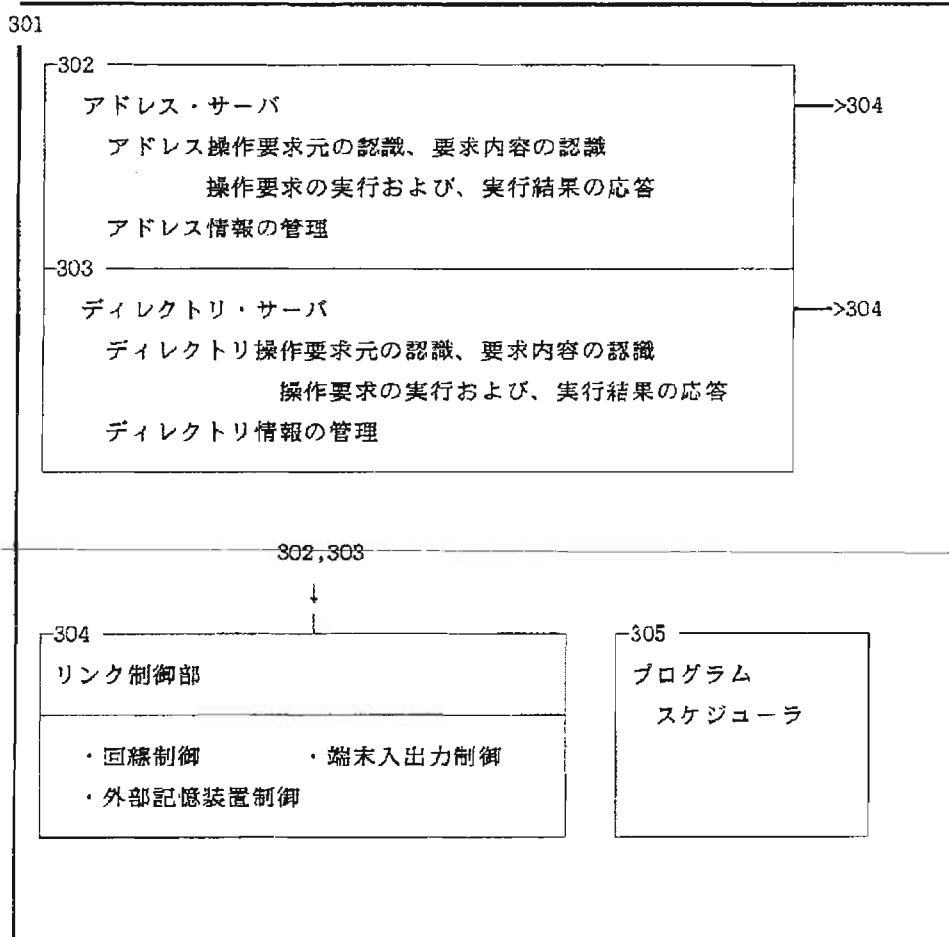 301
302
アドレス・サーバ
>304
アドレス操作要求元の認識、要求内容の認識
操作要求の実行および、実行結果の応答
アドレス情報の管理
303
ディレクトリ・サーバ
>304
ディレクトリ操作要求元の認識、要求内容の認識
操作要求の実行および、実行結果の応答
ディレクトリ情報の管理
302,303
↓
304
リンク制御部
・回線制御 ・端末入出力制御
・外部記憶装置制御
305
プログラム
スケジューラ